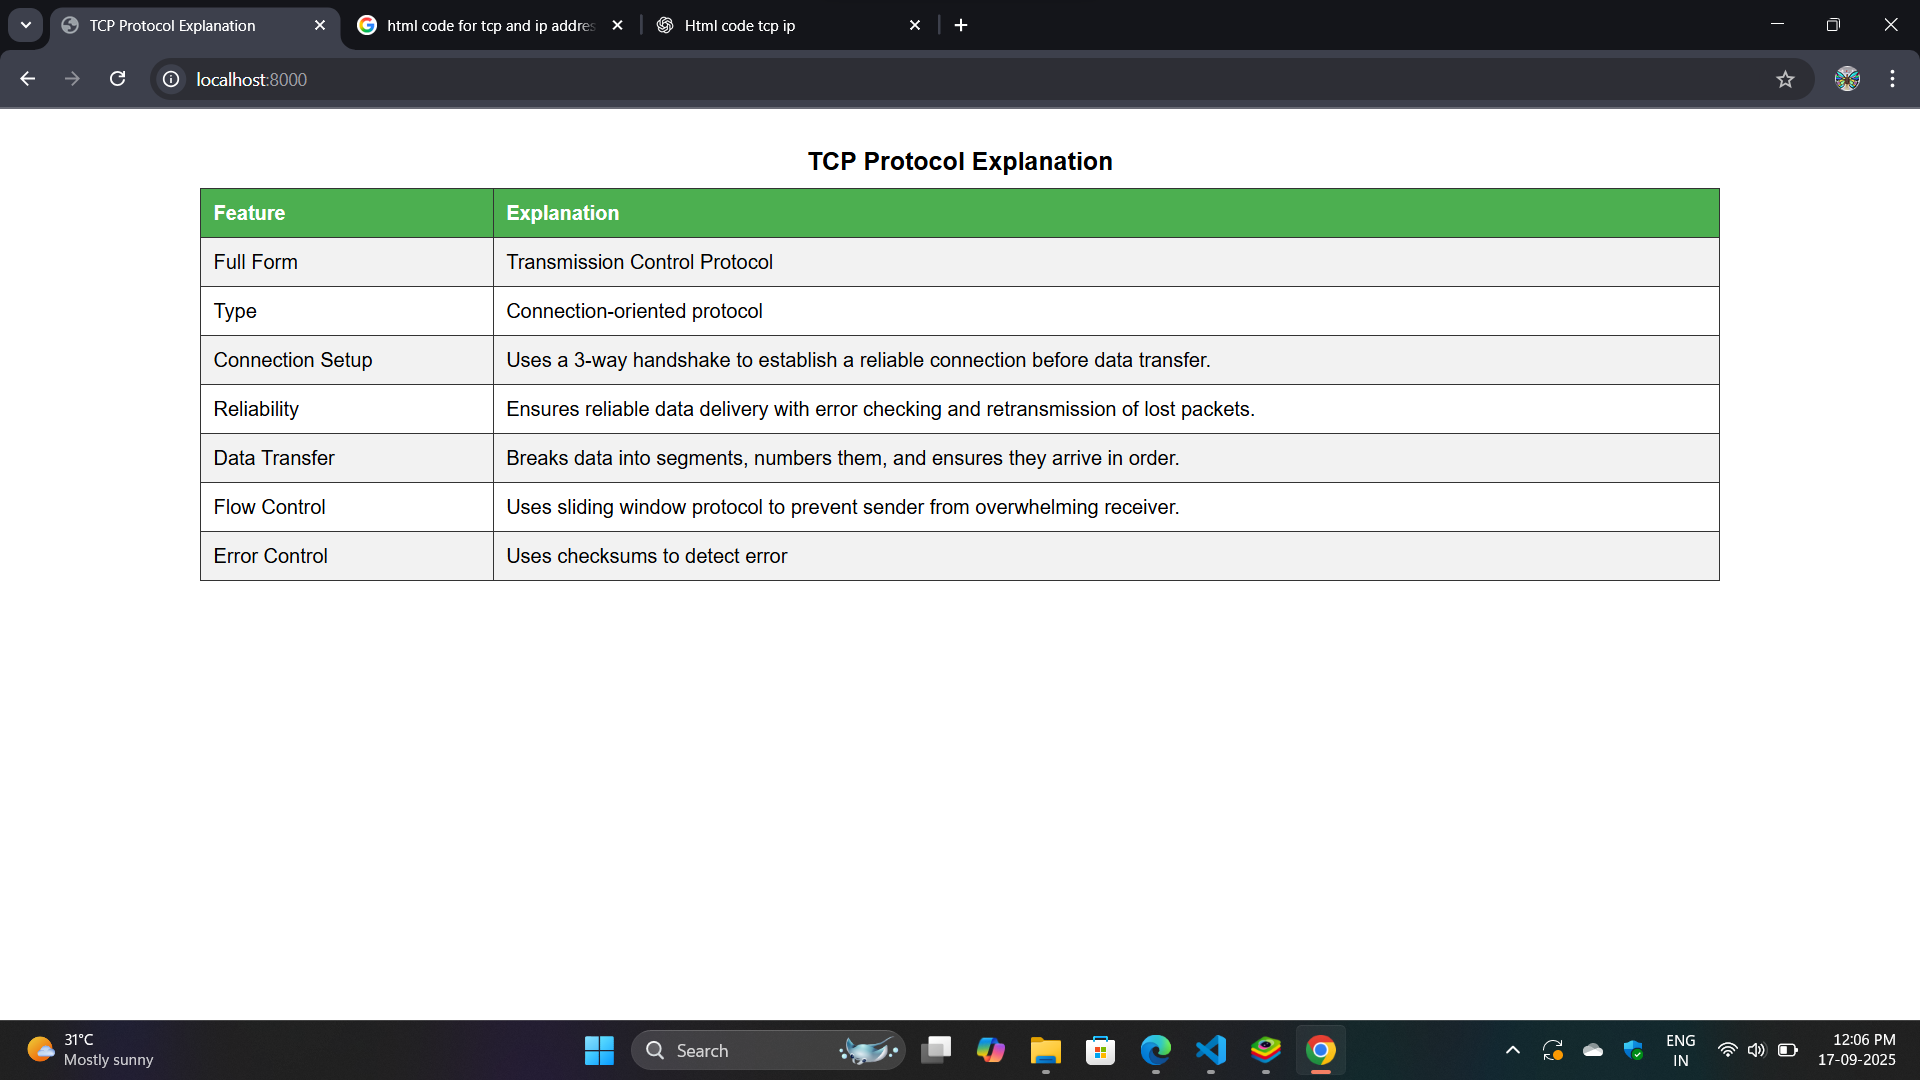 TCP Protocol Explanation
html code for tcp and ip addres
Html code tcp ip
localhost:8000
TCP Protocol Explanation
Feature Explanation
Full Form Transmission Control Protocol
Type Connection-oriented protocol
Connection Setup Uses a 3-way handshake to establish a reliable connection before data transfer.
Reliability Ensures reliable data delivery with error checking and retransmission of lost packets.
Data Transfer Breaks data into segments, numbers them, and ensures they arrive in order.
Flow Control Uses sliding window protocol to prevent sender from overwhelming receiver.
Error Control Uses checksums to detect error
31°C
Mostly sunny
Search
ENG
IN
12:06 PM
17-09-2025